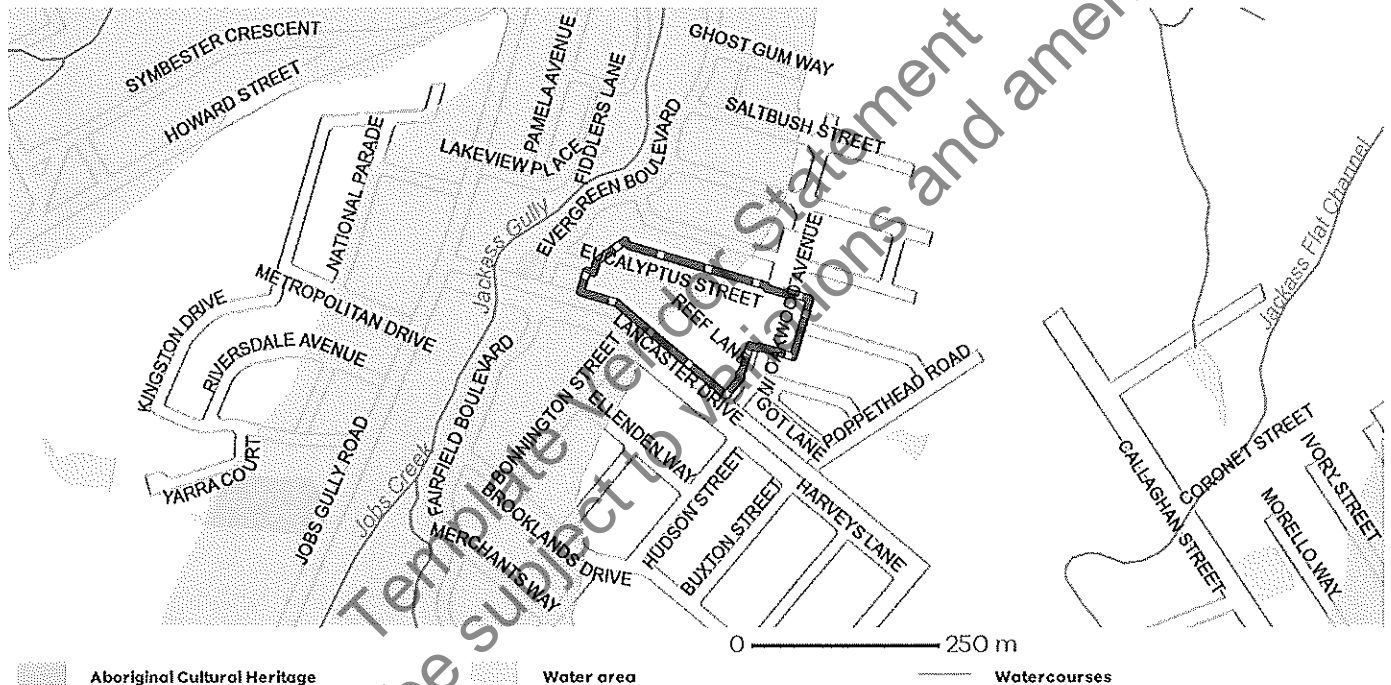 SYMBESTER CRESCENT
HOWARD STREET
PAMELA AVENUE
FIDDLERS LANE
GHOST GUM WAY
SALTBUSH STREET
LAKEVIEW PLACE
NATIONAL PARADE
EVERGREEN BOULEVARD
Jackass Gully
EUCALYPTUS STREET
OAKWOOD AVENUE
REEF LANE
METROPOLITAN DRIVE
KINGSTON DRIVE
RIVERSDALE AVENUE
LANCASTER DRIVE
GOT LANE
POPPETHEAD ROAD
Jackass Flat Channel
FAIRFIELD BOULEVARD
BONNINGTON STREET
ELLENDEN WAY
YARRA COURT
JOBS GULLY ROAD
Jobs Creek
BROOKLANDS DRIVE
MERCHANTS WAY
HUDSON STREET
BUXTON STREET
HARVEYS LANE
CALLAGHAN STREET
CORONET STREET
IVORY STREET
MORELLO WAY
Template Vendor Statement
be subject to variations and amen
0 250 m
Aboriginal Cultural Heritage
Water area
Watercourses